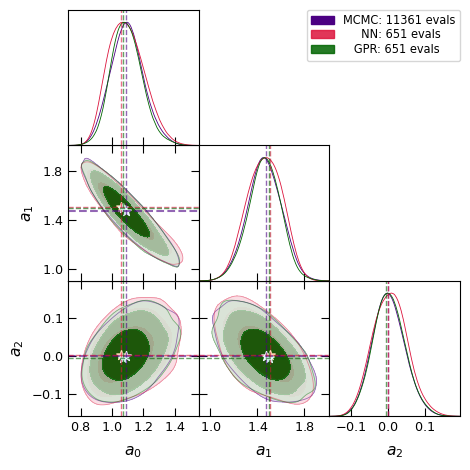 MCMC: 11361 evals
NN: 651 evals
GPR: 651 evals
1.8
1.4
1.0
a₁
0.1
0.0
−0.1
a₂
0.8 1.0 1.2 1.4
1.0 1.4 1.8
−0.1 0.0 0.1
a₀ a₁ a₂